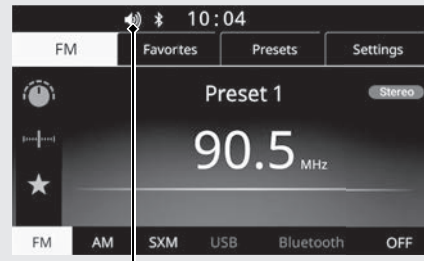 10:04
FM Favortes Presets Settings
Preset 1 Stereo
90.5 MHz
FM AM SXM USB Bluetooth OFF